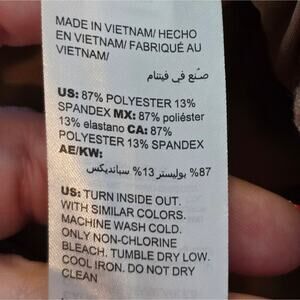 MADE IN VIETNAM/ HECHO
EN VIETNAM/ FABRIQUÉ AU
VIETNAM/
صنع في فيتنام
US: 87% POLYESTER 13%
SPANDEX MX: 87% poliéster
13% elastano CA: 87%
POLYESTER 13% SPANDEX
AE/KW:
87% بوليستر 13% سبانديكس
US: TURN INSIDE OUT.
WITH SIMILAR COLORS.
MACHINE WASH COLD.
ONLY NON-CHLORINE
BLEACH. TUMBLE DRY LOW.
COOL IRON. DO NOT DRY
CLEAN